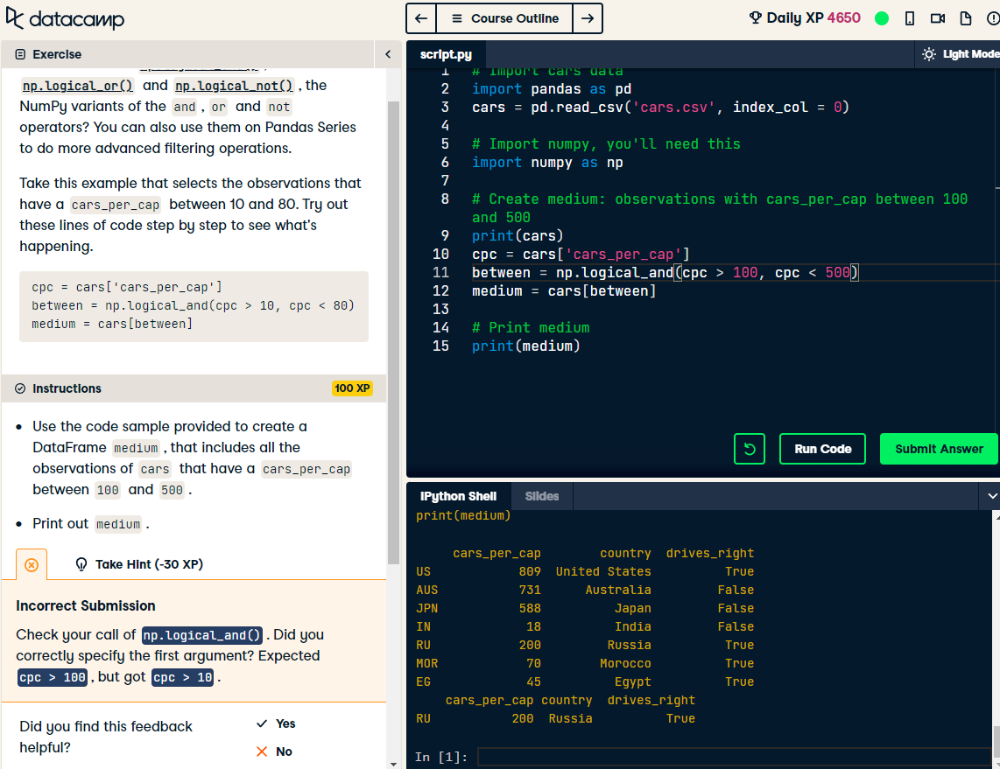 datacamp
Course Outline
Daily XP 4650
Exercise
np.logical_or() and np.logical_not() , the
NumPy variants of the and , or and not
operators? You can also use them on Pandas Series
to do more advanced filtering operations.
Take this example that selects the observations that
have a cars_per_cap between 10 and 80. Try out
these lines of code step by step to see what's
happening.
cpc = cars['cars_per_cap']
between = np.logical_and(cpc > 10, cpc < 80)
medium = cars[between]
Instructions
100 XP
• Use the code sample provided to create a
DataFrame medium , that includes all the
observations of cars that have a cars_per_cap
between 100 and 500 .
• Print out medium .
Take Hint (-30 XP)
Incorrect Submission
Check your call of np.logical_and() . Did you
correctly specify the first argument? Expected
cpc > 100 , but got cpc > 10 .
Did you find this feedback
helpful?
Yes
No
script.py
Light Mode
1 # Import cars data
2 import pandas as pd
3 cars = pd.read_csv('cars.csv', index_col = 0)
4
5 # Import numpy, you'll need this
6 import numpy as np
7
8 # Create medium: observations with cars_per_cap between 100
and 500
9 print(cars)
10 cpc = cars['cars_per_cap']
11 between = np.logical_and(cpc > 100, cpc < 500)
12 medium = cars[between]
13
14 # Print medium
15 print(medium)
Run Code
Submit Answer
IPython Shell
Slides
print(medium)
cars_per_cap country drives_right
US 809 United States True
AUS 731 Australia False
JPN 588 Japan False
IN 18 India False
RU 200 Russia True
MOR 70 Morocco True
EG 45 Egypt True
cars_per_cap country drives_right
RU 200 Russia True
In [1]: